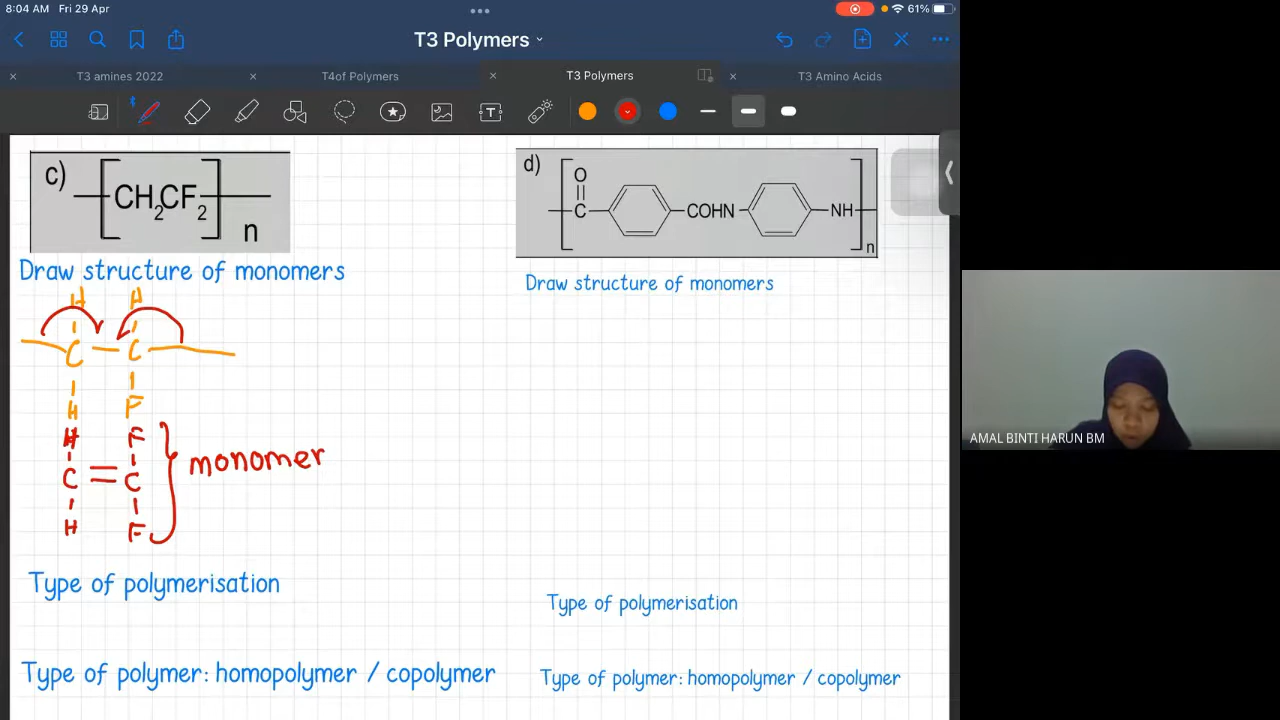 8:04 AM Fri 29 Apr
61%
T3 Polymers
T3 amines 2022
T4of Polymers
T3 Polymers
T3 Amino Acids
c)
[CH2CF2]n
Draw structure of monomers
H H
C — C
H F
H F
C = C
H F
monomer
Type of polymerisation
Type of polymer: homopolymer / copolymer
d)
O
C
COHN
NH
n
Draw structure of monomers
Type of polymerisation
Type of polymer: homopolymer / copolymer
AMAL BINTI HARUN BM